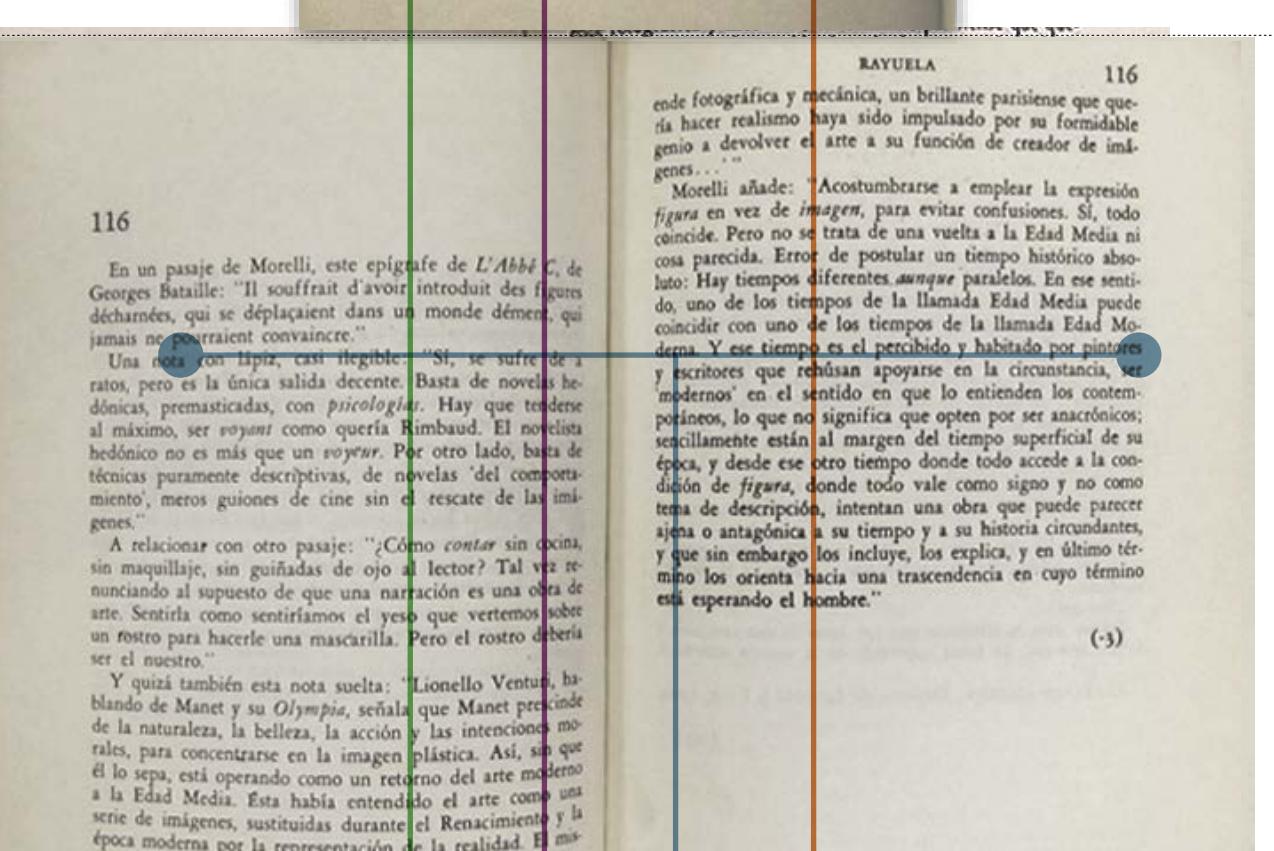 116
En un pasaje de Morelli, este epígrafe de L'Abbé C, de
Georges Bataille: "Il souffrait d'avoir introduit des figures
décharnées, qui se déplaçaient dans un monde dément, qui
jamais ne pourraient convaincre."
Una nota con lápiz, casi ilegible: "Sí, se sufre de a
ratos, pero es la única salida decente. Basta de novelas he-
dónicas, premasticadas, con psicologías. Hay que tenderse
al máximo, ser voyant como quería Rimbaud. El novelista
hedónico no es más que un voyeur. Por otro lado, basta de
técnicas puramente descriptivas, de novelas 'del comporta-
miento', meros guiones de cine sin el rescate de las imá-
genes."
A relacionar con otro pasaje: "¿Cómo contar sin cocina,
sin maquillaje, sin guiñadas de ojo al lector? Tal vez re-
nunciando al supuesto de que una narración es una obra de
arte. Sentirla como sentiríamos el yeso que vertemos sobre
un rostro para hacerle una mascarilla. Pero el rostro debería
ser el nuestro."
Y quizá también esta nota suelta: "Lionello Venturi, ha-
blando de Manet y su Olympia, señala que Manet prescinde
de la naturaleza, la belleza, la acción y las intenciones mo-
rales, para concentrarse en la imagen plástica. Así, sin que
él lo sepa, está operando como un retorno del arte moderno
a la Edad Media. Ésta había entendido el arte como una
serie de imágenes, sustituidas durante el Renacimiento y la
época moderna por la representación de la realidad. El mis-
RAYUELA
116
ende fotográfica y mecánica, un brillante parisiense que que-
ría hacer realismo haya sido impulsado por su formidable
genio a devolver el arte a su función de creador de imá-
genes...'"
Morelli añade: "Acostumbrarse a emplear la expresión
figura en vez de imagen, para evitar confusiones. Sí, todo
coincide. Pero no se trata de una vuelta a la Edad Media ni
cosa parecida. Error de postular un tiempo histórico abso-
luto: Hay tiempos diferentes aunque paralelos. En ese senti-
do, uno de los tiempos de la llamada Edad Media puede
coincidir con uno de los tiempos de la llamada Edad Mo-
derna. Y ese tiempo es el percibido y habitado por pintores
y escritores que rehúsan apoyarse en la circunstancia, ser
'modernos' en el sentido en que lo entienden los contem-
poráneos, lo que no significa que opten por ser anacrónicos;
sencillamente están al margen del tiempo superficial de su
época, y desde ese otro tiempo donde todo accede a la con-
dición de figura, donde todo vale como signo y no como
tema de descripción, intentan una obra que puede parecer
ajena o antagónica a su tiempo y a su historia circundantes,
y que sin embargo los incluye, los explica, y en último tér-
mino los orienta hacia una trascendencia en cuyo término
está esperando el hombre."
(-3)